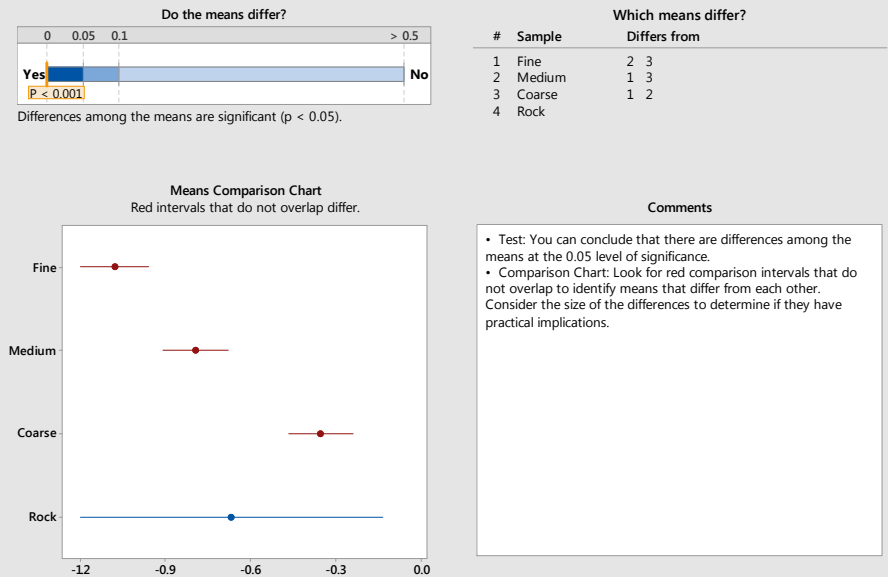 Do the means differ?
0 0.05 0.1 > 0.5
Yes No
P < 0.001
Differences among the means are significant (p < 0.05).
Which means differ?
# Sample Differs from
1 Fine 2 3
2 Medium 1 3
3 Coarse 1 2
4 Rock
Means Comparison Chart
Red intervals that do not overlap differ.
Fine
Medium
Coarse
Rock
-1.2 -0.9 -0.6 -0.3 0.0
Comments
• Test: You can conclude that there are differences among the
means at the 0.05 level of significance.
• Comparison Chart: Look for red comparison intervals that do
not overlap to identify means that differ from each other.
Consider the size of the differences to determine if they have
practical implications.